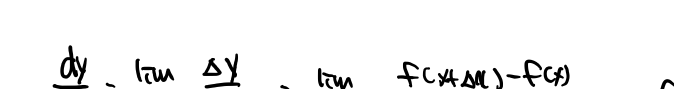 dy/ = lim Δy/ = lim f(x+Δx)-f(x)